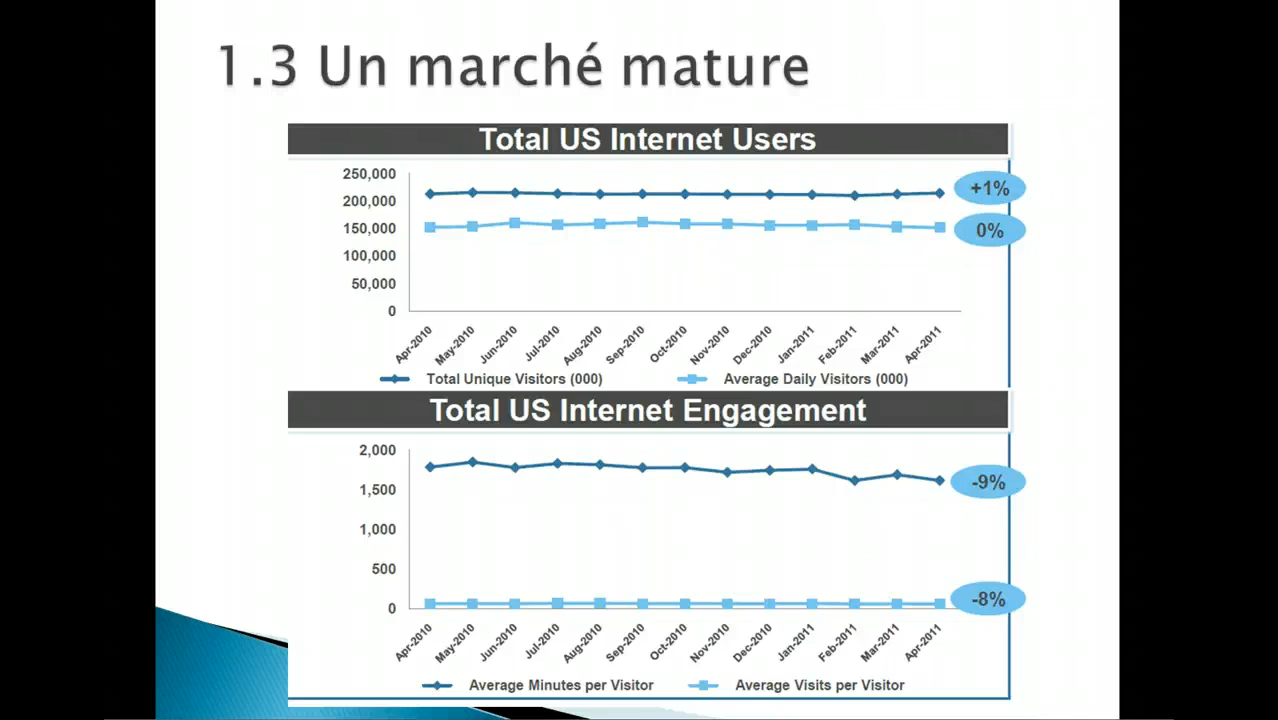 1.3 Un marché mature
Total US Internet Users
250,000
200,000
150,000
100,000
50,000
0
+1%
0%
Apr-2010 May-2010 Jun-2010 Jul-2010 Aug-2010 Sep-2010 Oct-2010 Nov-2010 Dec-2010 Jan-2011 Feb-2011 Mar-2011 Apr-2011
Total Unique Visitors (000) Average Daily Visitors (000)
Total US Internet Engagement
2,000
1,500
1,000
500
0
-9%
-8%
Apr-2010 May-2010 Jun-2010 Jul-2010 Aug-2010 Sep-2010 Oct-2010 Nov-2010 Dec-2010 Jan-2011 Feb-2011 Mar-2011 Apr-2011
Average Minutes per Visitor Average Visits per Visitor